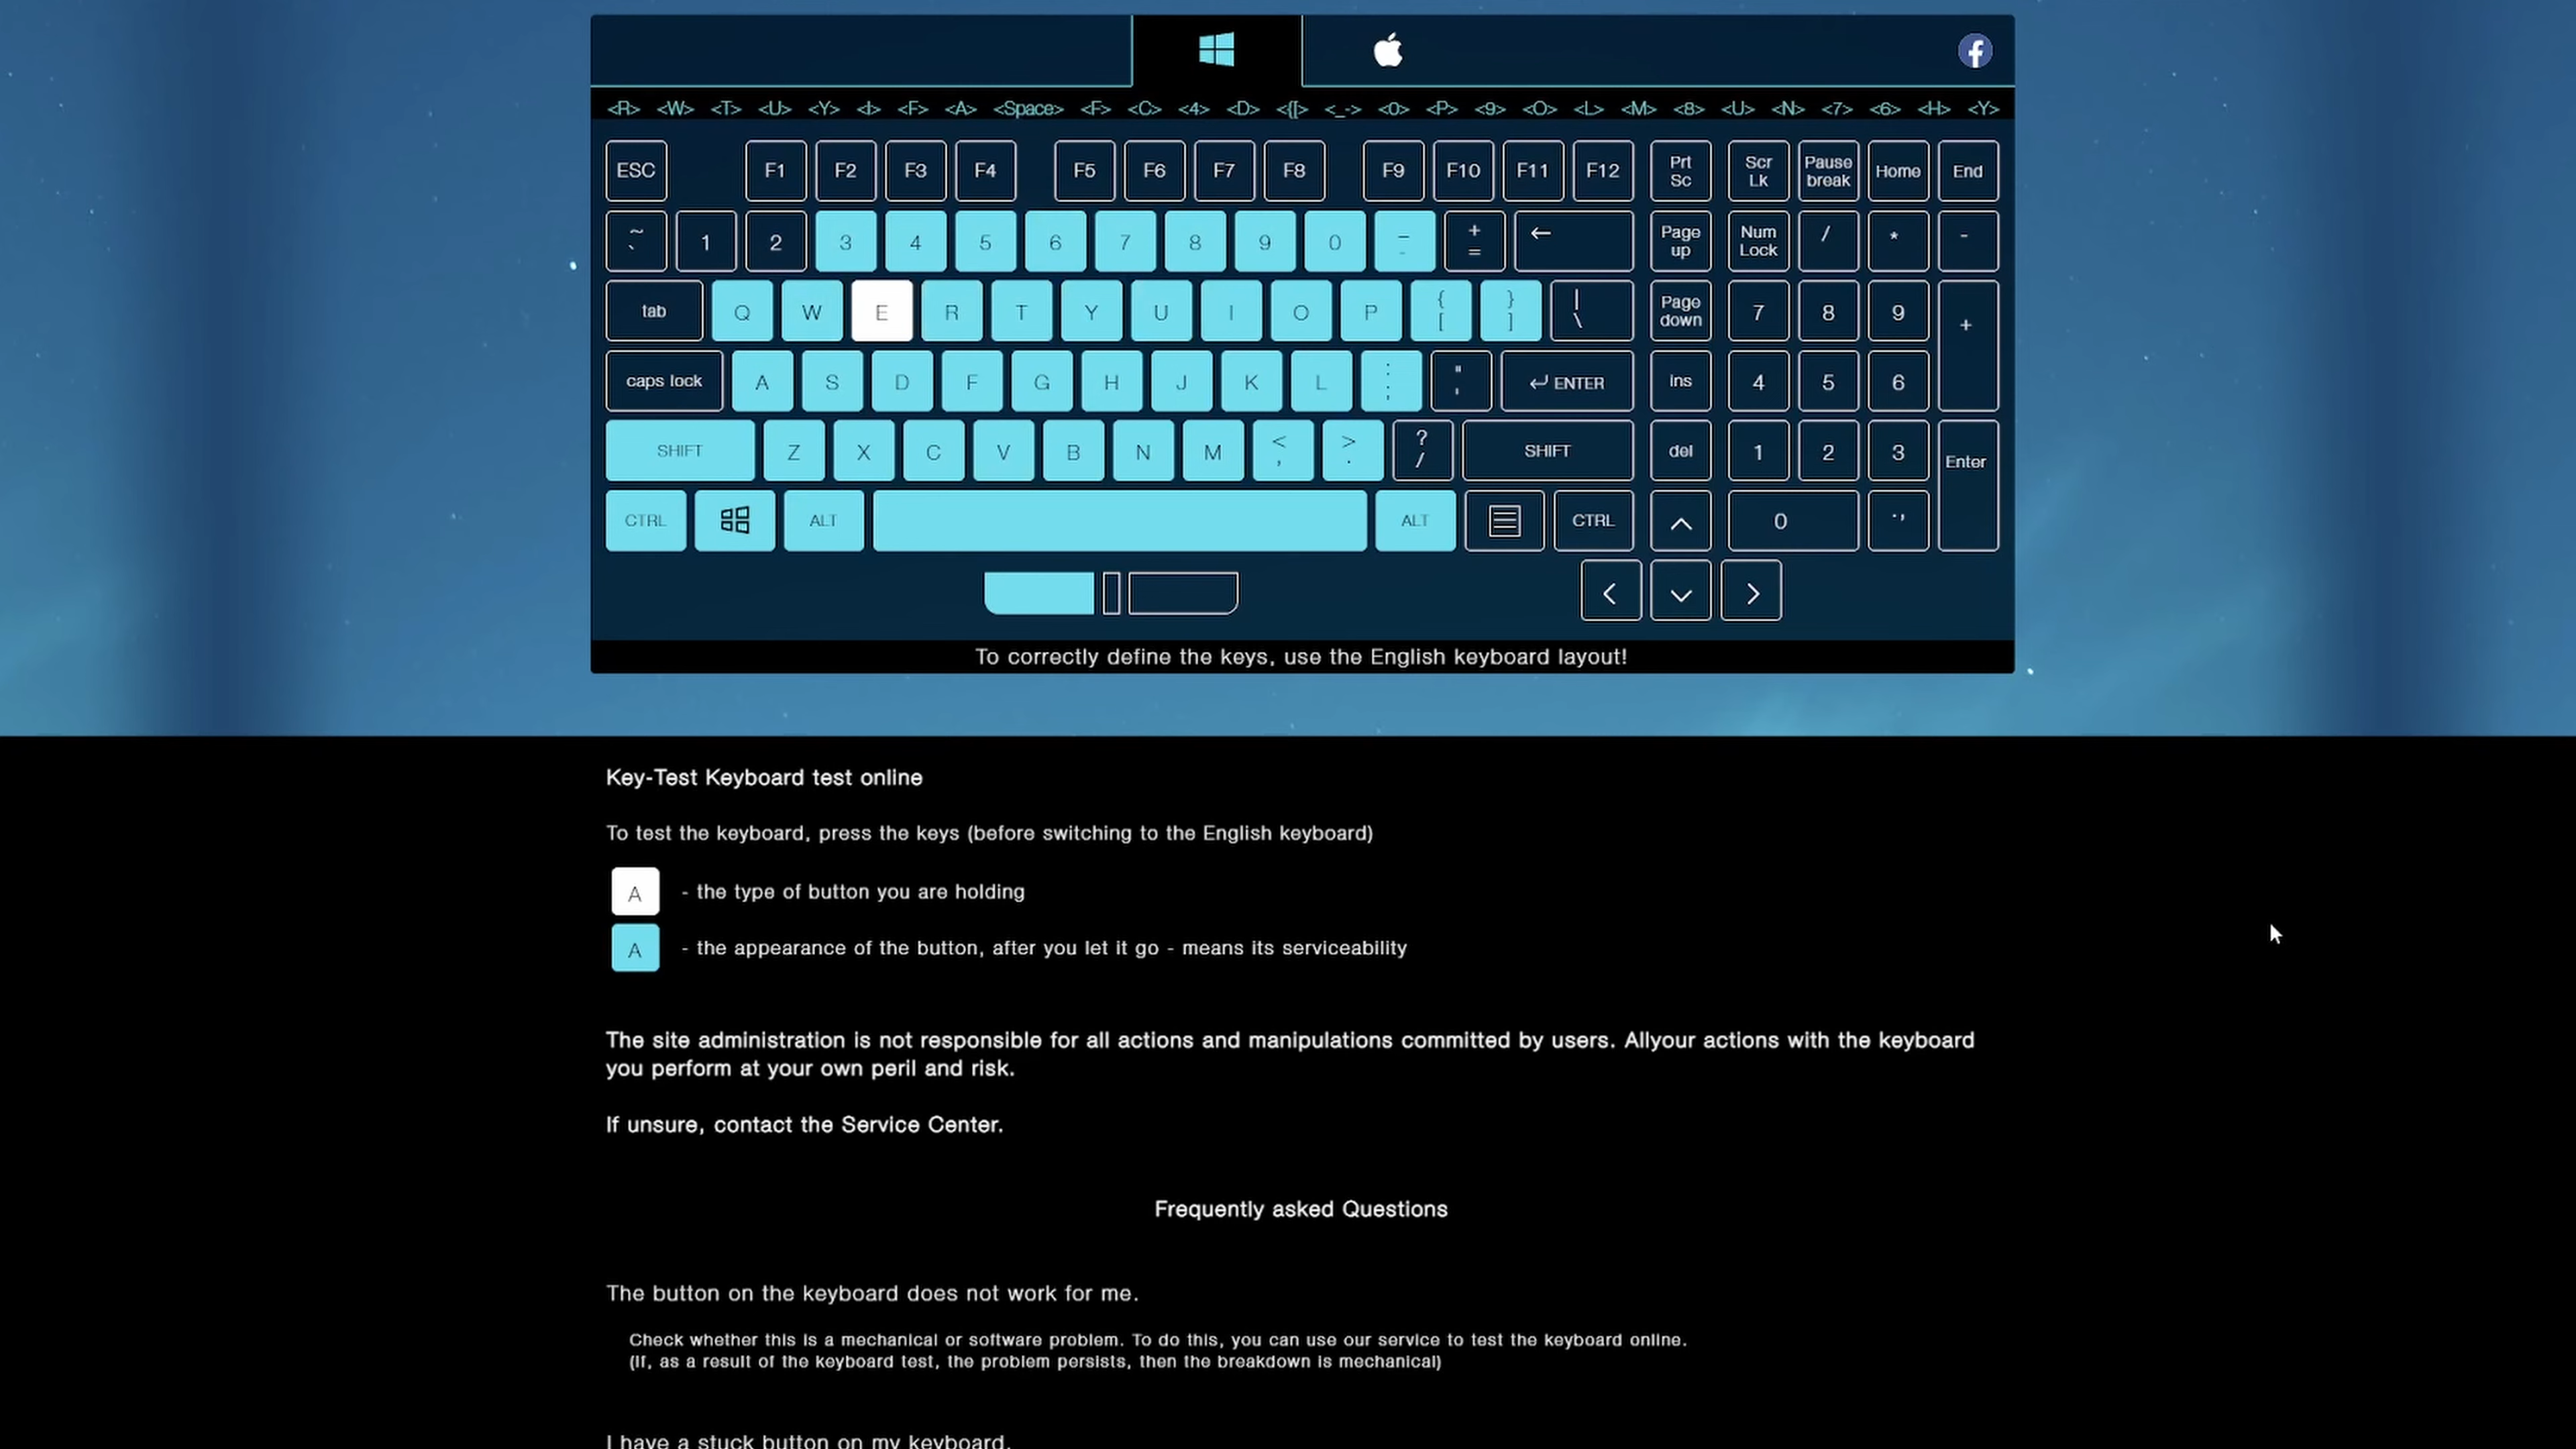 <R> <W> <T> <U> <Y> <I> <F> <A> <Space> <F> <C> <4> <D> <{[> <_-> <0> <P> <9> <O> <L> <M> <8> <U> <N> <7> <6> <H> <Y>
ESC F1 F2 F3 F4 F5 F6 F7 F8 F9 F10 F11 F12 Prt Sc Scr Lk Pause break Home End
~ ` 1 2 3 4 5 6 7 8 9 0 _ - + = ← Page up Num Lock / * -
tab Q W E R T Y U I O P { [ } ] | \ Page down 7 8 9 +
caps lock A S D F G H J K L : ; " ' ↵ ENTER ins 4 5 6
SHIFT Z X C V B N M < , > . ? / SHIFT del 1 2 3 Enter
CTRL ALT ALT CTRL 0 .,
To correctly define the keys, use the English keyboard layout!
Key-Test Keyboard test online
To test the keyboard, press the keys (before switching to the English keyboard)
A - the type of button you are holding
A - the appearance of the button, after you let it go - means its serviceability
The site administration is not responsible for all actions and manipulations committed by users. Allyour actions with the keyboard
you perform at your own peril and risk.
If unsure, contact the Service Center.
Frequently asked Questions
The button on the keyboard does not work for me.
Check whether this is a mechanical or software problem. To do this, you can use our service to test the keyboard online.
(If, as a result of the keyboard test, the problem persists, then the breakdown is mechanical)
I have a stuck button on my keyboard.